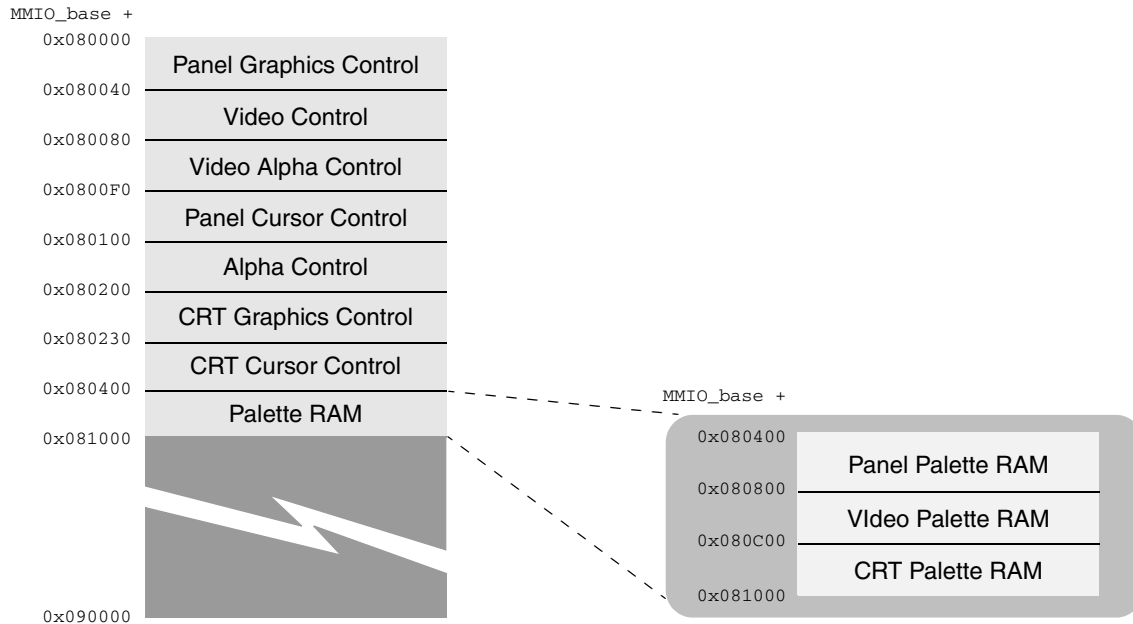 MMIO_base +
0x080000
Panel Graphics Control
0x080040
Video Control
0x080080
Video Alpha Control
0x0800F0
Panel Cursor Control
0x080100
Alpha Control
0x080200
CRT Graphics Control
0x080230
CRT Cursor Control
0x080400
Palette RAM
0x081000
0x090000
MMIO_base +
0x080400
Panel Palette RAM
0x080800
VIdeo Palette RAM
0x080C00
CRT Palette RAM
0x081000